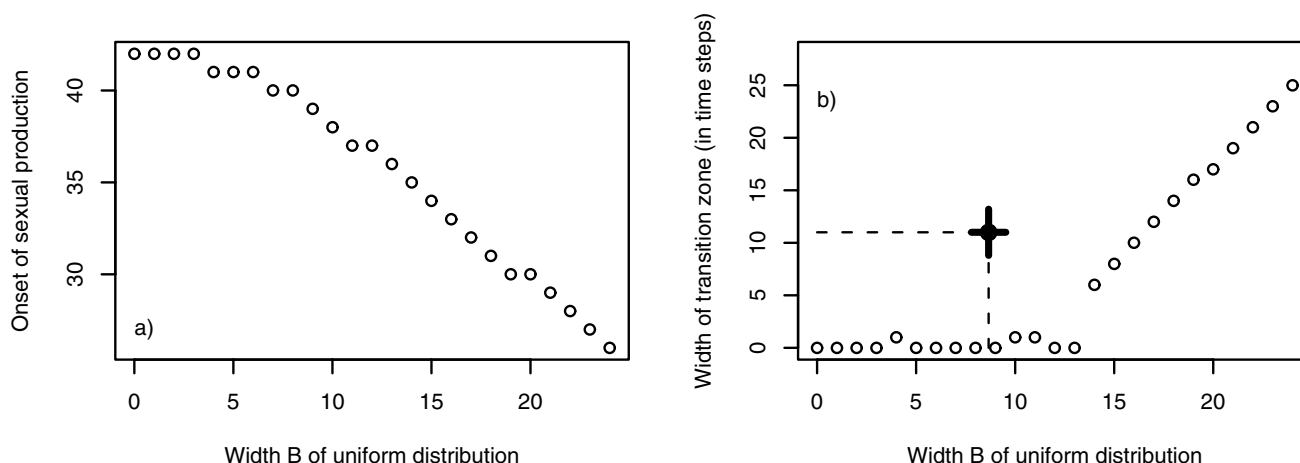 Onset of sexual production
40
35
30
a)
0 5 10 15 20
Width B of uniform distribution
Width of transition zone (in time steps)
25
20
15
10
5
0
b)
0 5 10 15 20
Width B of uniform distribution